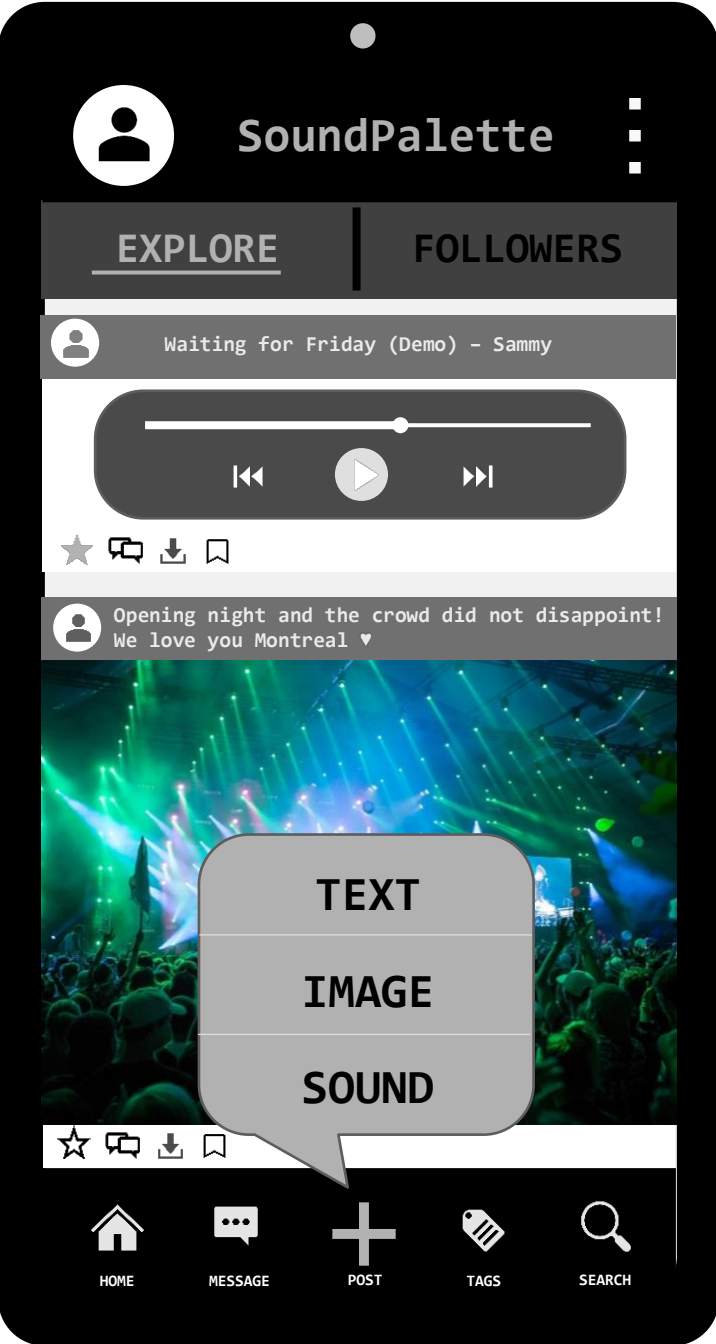 SoundPalette
EXPLORE
FOLLOWERS
Waiting for Friday (Demo) – Sammy
Opening night and the crowd did not disappoint!
We love you Montreal ♥
TEXT
IMAGE
SOUND
HOME
MESSAGE
POST
TAGS
SEARCH